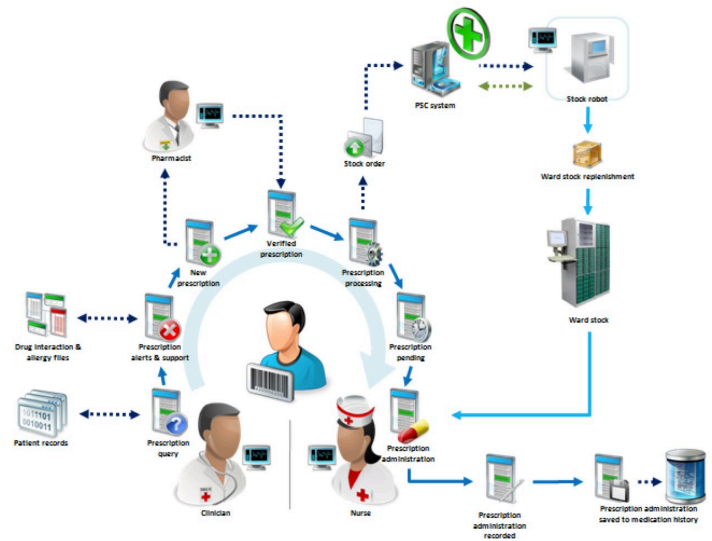 PSC system
Stock robot
Pharmacist
Stock order
Ward stock replenishment
Verified
prescription
New
prescription
Prescription
processing
Ward stock
Drug interaction &
allergy files
Prescription
alerts & support
Prescription
pending
1011101
0010011
Patient records
Prescription
query
Prescription
administration
Clinician
Nurse
Prescription
administration
recorded
Prescription administration
saved to medication history